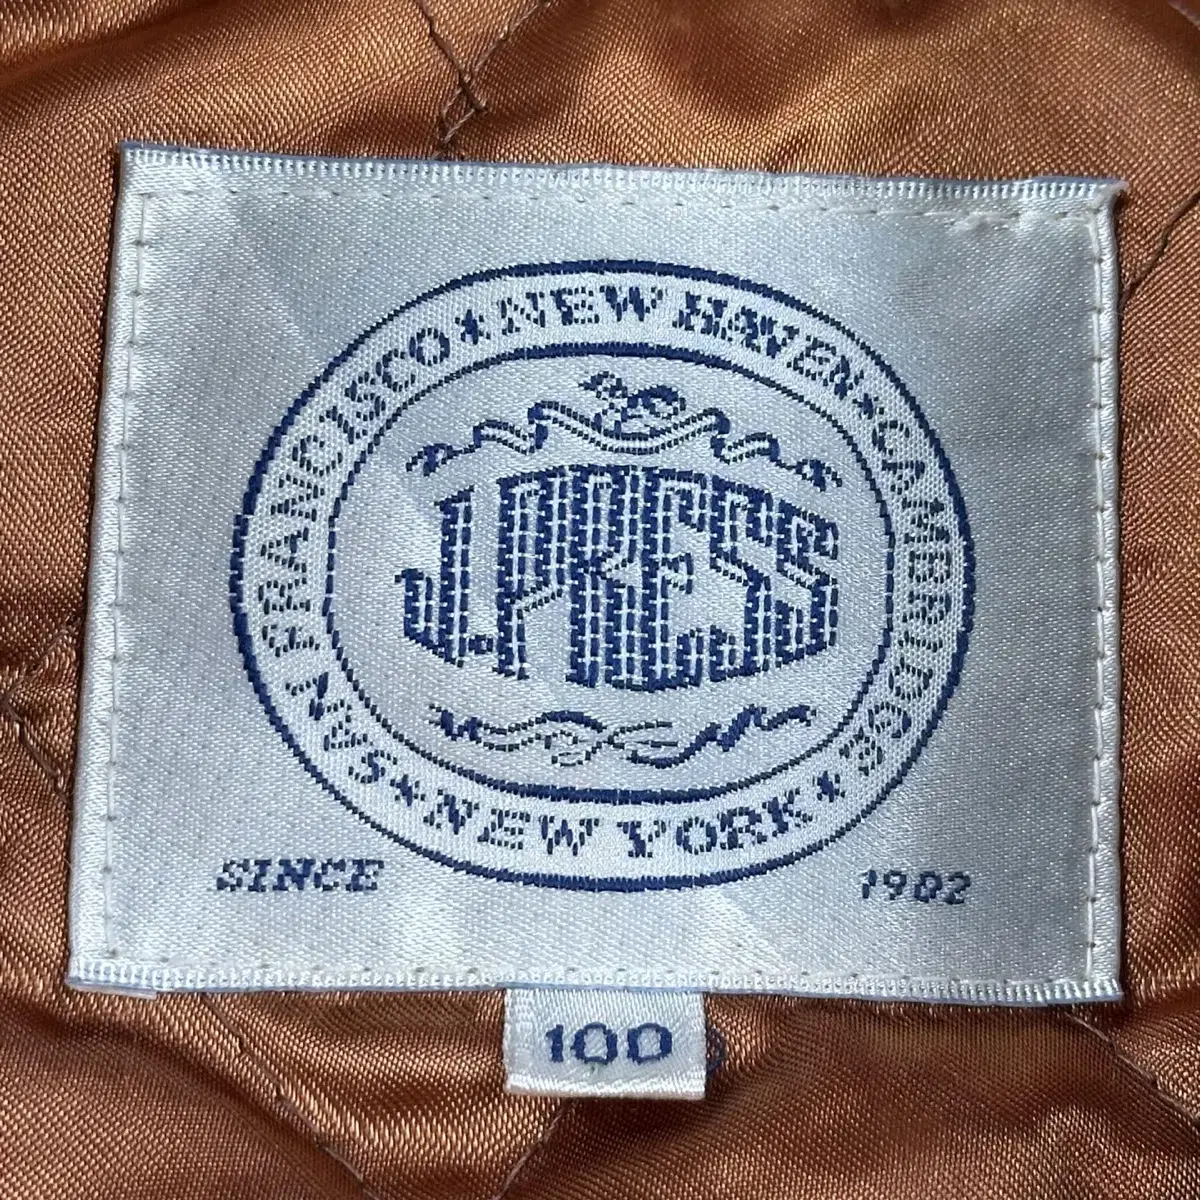 SAN FRANCISCO ★ NEW HAVEN ★ CAMBRIDGE ★ NEW YORK ★
J.PRESS
SINCE 1902
100